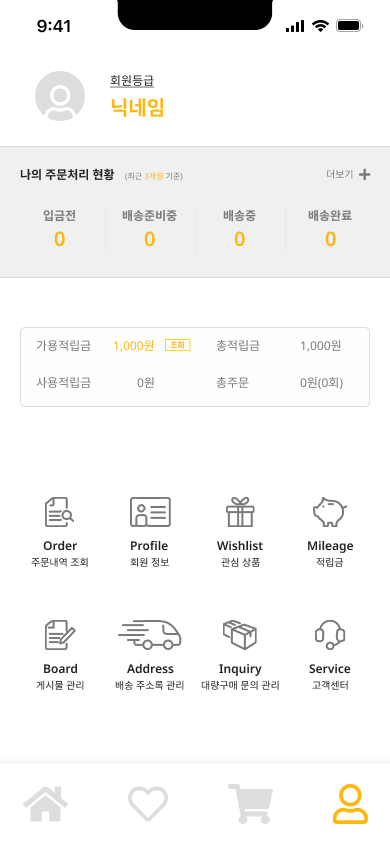 9:41
회원등급
닉네임
나의 주문처리 현황 (최근 3개월 기준) 더보기
입금전 배송준비중 배송중 배송완료
0 0 0 0
가용적립금 1,000원 조회 총적립금 1,000원
사용적립금 0원 총주문 0원(0회)
Order Profile Wishlist Mileage
주문내역 조회 회원 정보 관심 상품 적립금
Board Address Inquiry Service
게시물 관리 배송 주소록 관리 대량구매 문의 관리 고객센터